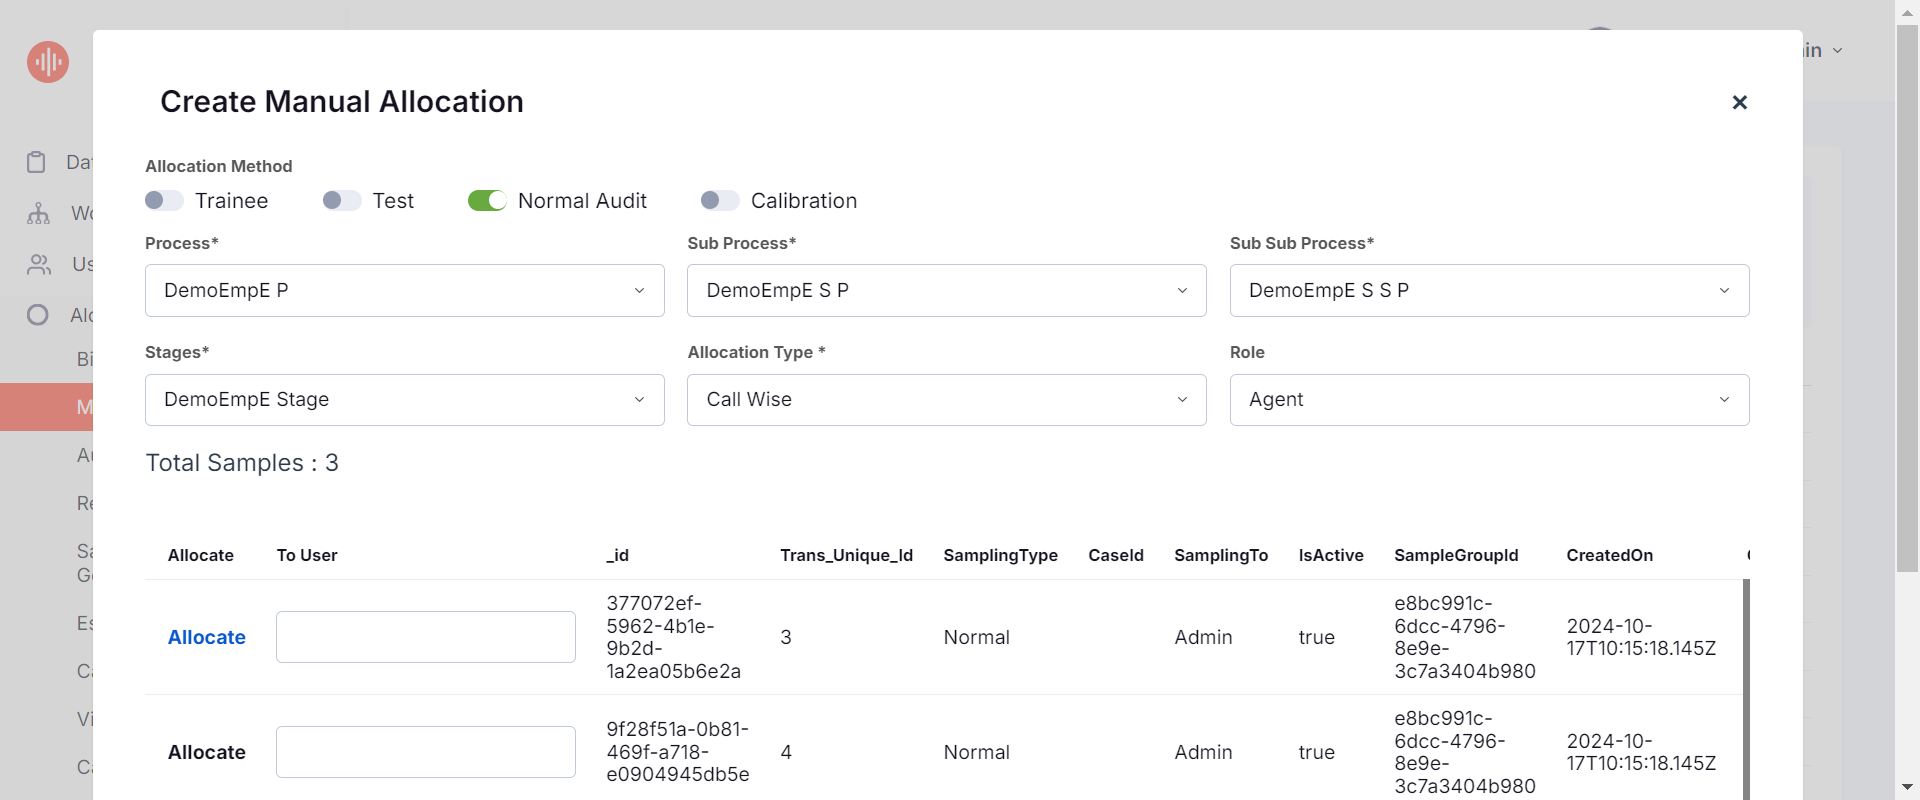 in
Create Manual Allocation
Allocation Method
Trainee Test Normal Audit Calibration
Process* Sub Process* Sub Sub Process*
DemoEmpE P DemoEmpE S P DemoEmpE S S P
Stages* Allocation Type * Role
DemoEmpE Stage Call Wise Agent
Total Samples : 3
Allocate To User _id Trans_Unique_Id SamplingType CaseId SamplingTo IsActive SampleGroupId CreatedOn
Allocate 377072ef-5962-4b1e-9b2d-1a2ea05b6e2a 3 Normal Admin true e8bc991c-6dcc-4796-8e9e-3c7a3404b980 2024-10-17T10:15:18.145Z
Allocate 9f28f51a-0b81-469f-a718-e0904945db5e 4 Normal Admin true e8bc991c-6dcc-4796-8e9e-3c7a3404b980 2024-10-17T10:15:18.145Z
Da
Wo
Us
Alo
Bi
M
Au
Re
Sa
Ge
Es
Ca
Vi
Ca